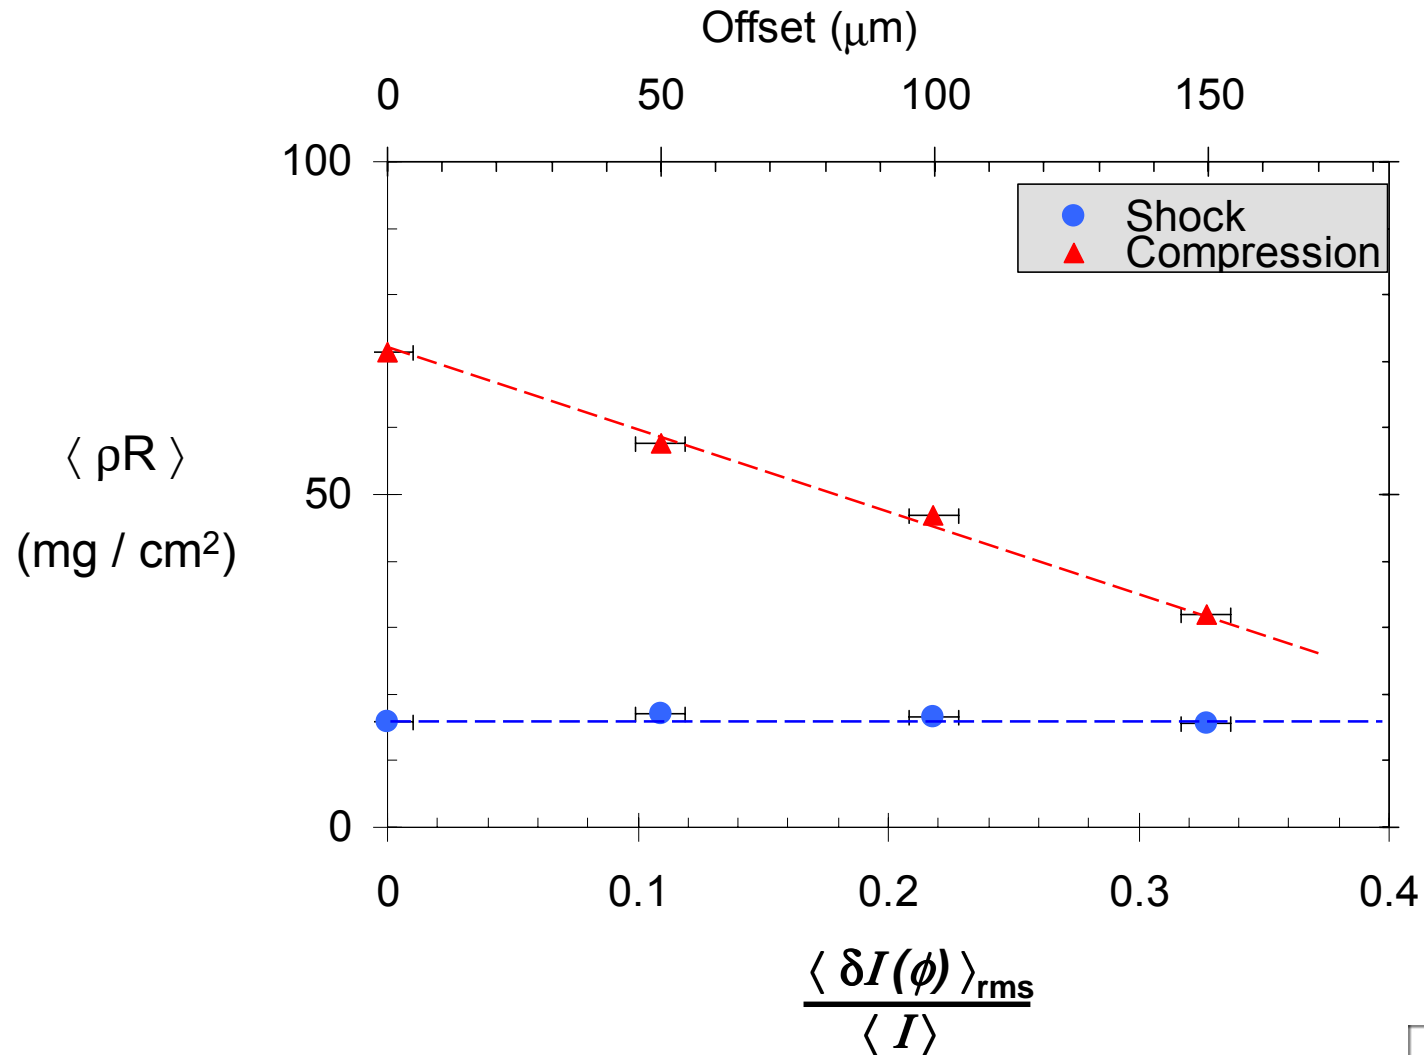 Offset (μm)
0 50 100 150
100
Shock
Compression
⟨ ρR ⟩
50
(mg / cm²)
0
0 0.1 0.2 0.3 0.4
⟨ δI(ϕ) ⟩rms
⟨ I ⟩